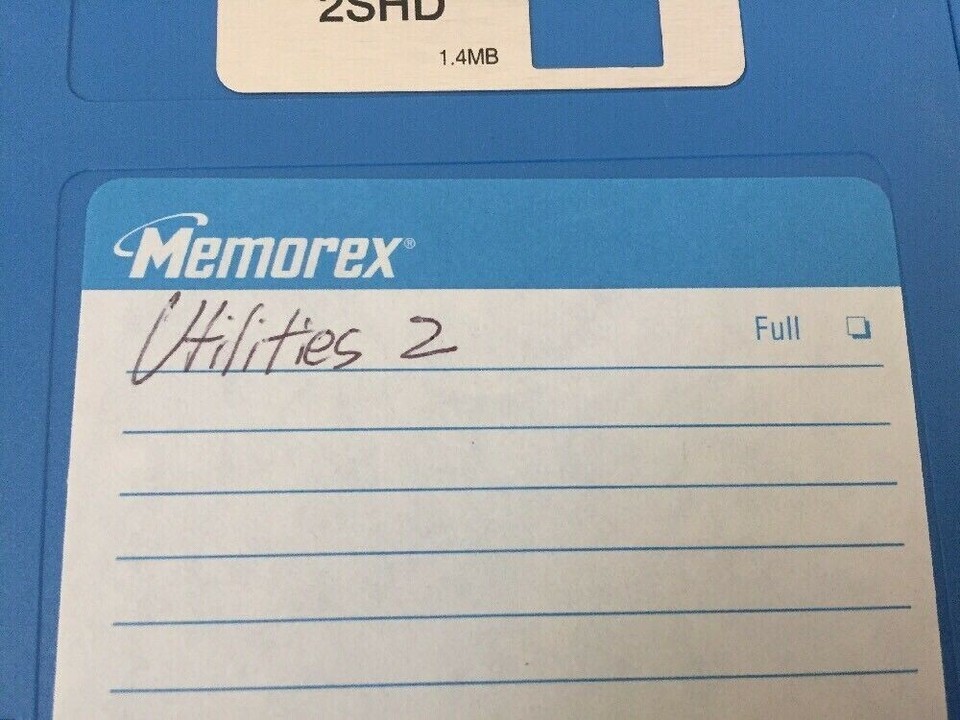 2SHD
1.4MB
Memorex®
Utilities 2 Full